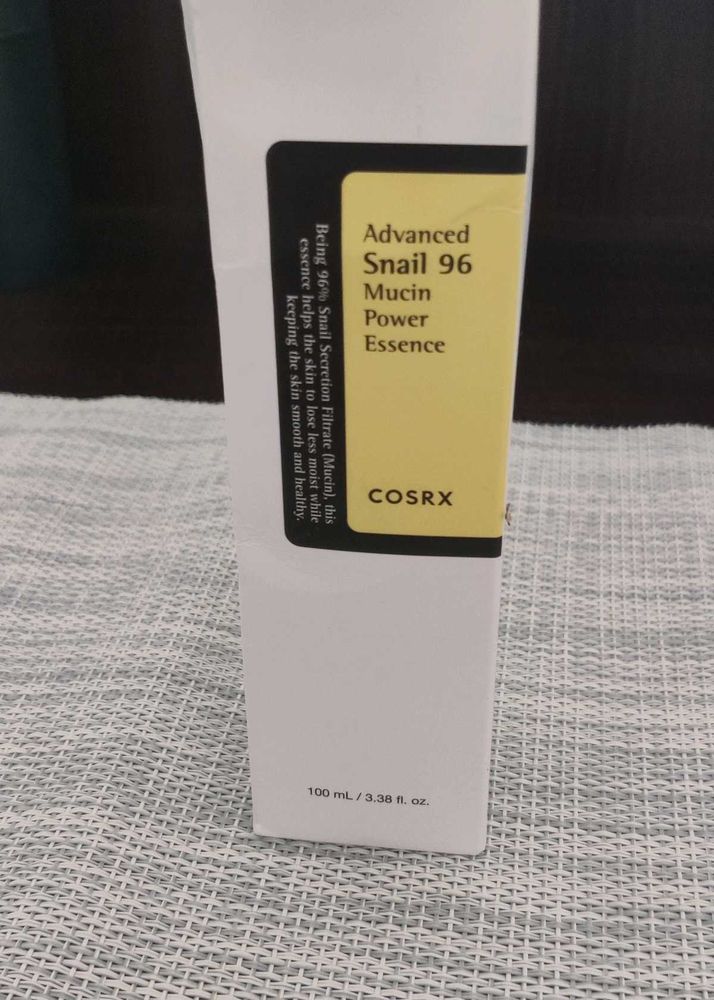 Advanced
Snail 96
Mucin
Power
Essence
COSRX
Being 96% Snail Secretion Filtrate (Mucin), this
essence helps the skin to lose less moist while
keeping the skin smooth and healthy.
100 mL / 3.38 fl. oz.